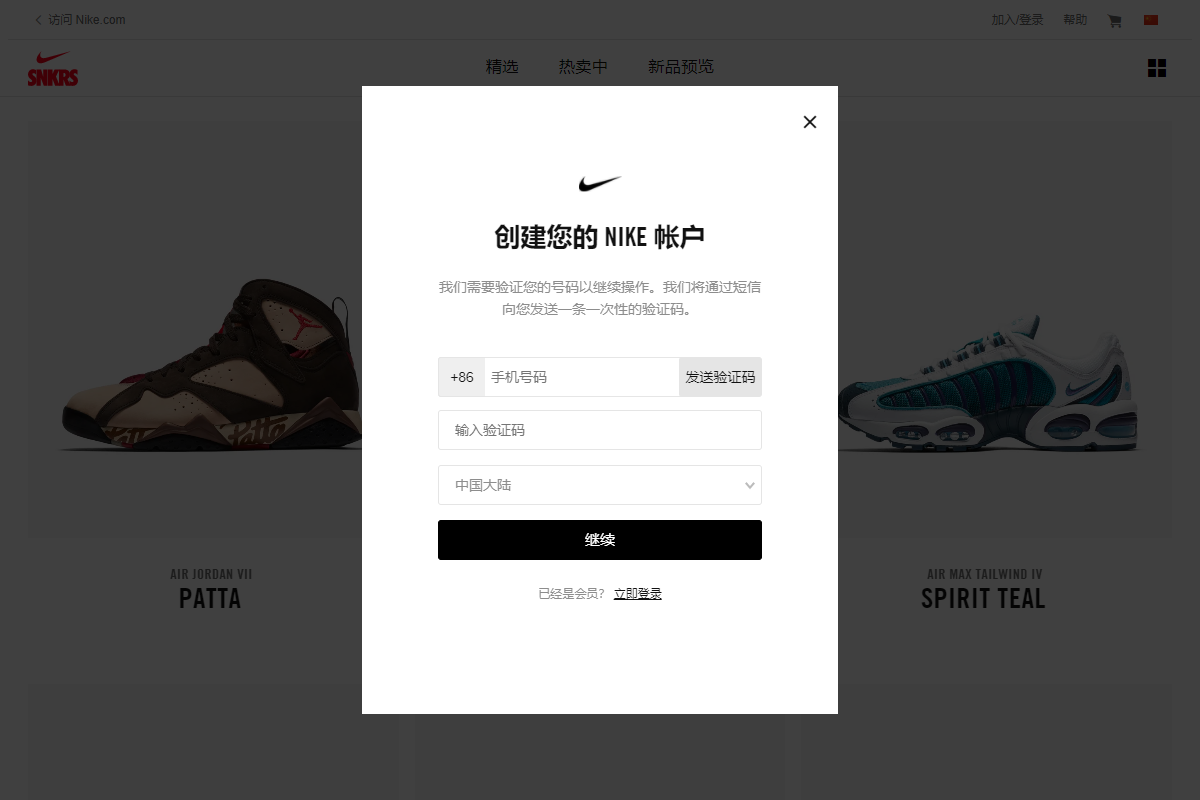 访问 Nike.com
加入/登录
帮助
SNKRS
精选
热卖中
新品预览
创建您的 NIKE 帐户
我们需要验证您的号码以继续操作。我们将通过短信
向您发送一条一次性的验证码。
+86
手机号码
发送验证码
输入验证码
中国大陆
继续
已经是会员? 立即登录
Patta
AIR JORDAN VII
PATTA
AIR MAX TAILWIND IV
SPIRIT TEAL